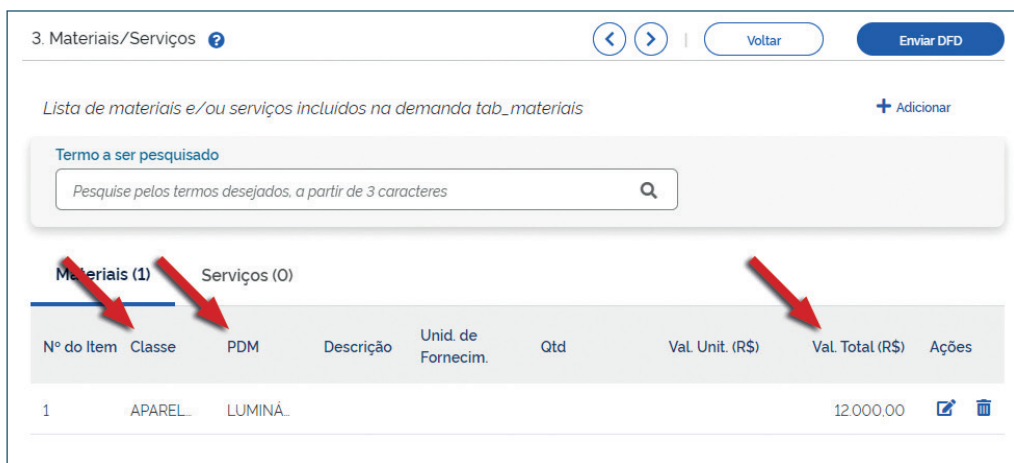 3. Materiais/Serviços ?
Voltar
Enviar DFD
Lista de materiais e/ou serviços incluídos na demanda tab_materiais
+ Adicionar
Termo a ser pesquisado
Pesquise pelos termos desejados, a partir de 3 caracteres
Materiais (1) Serviços (0)
Nº do Item Classe PDM Descrição Unid. de Fornecim. Qtd Val. Unit. (R$) Val. Total (R$) Ações
1 APAREL... LUMINÁ... 12.000,00